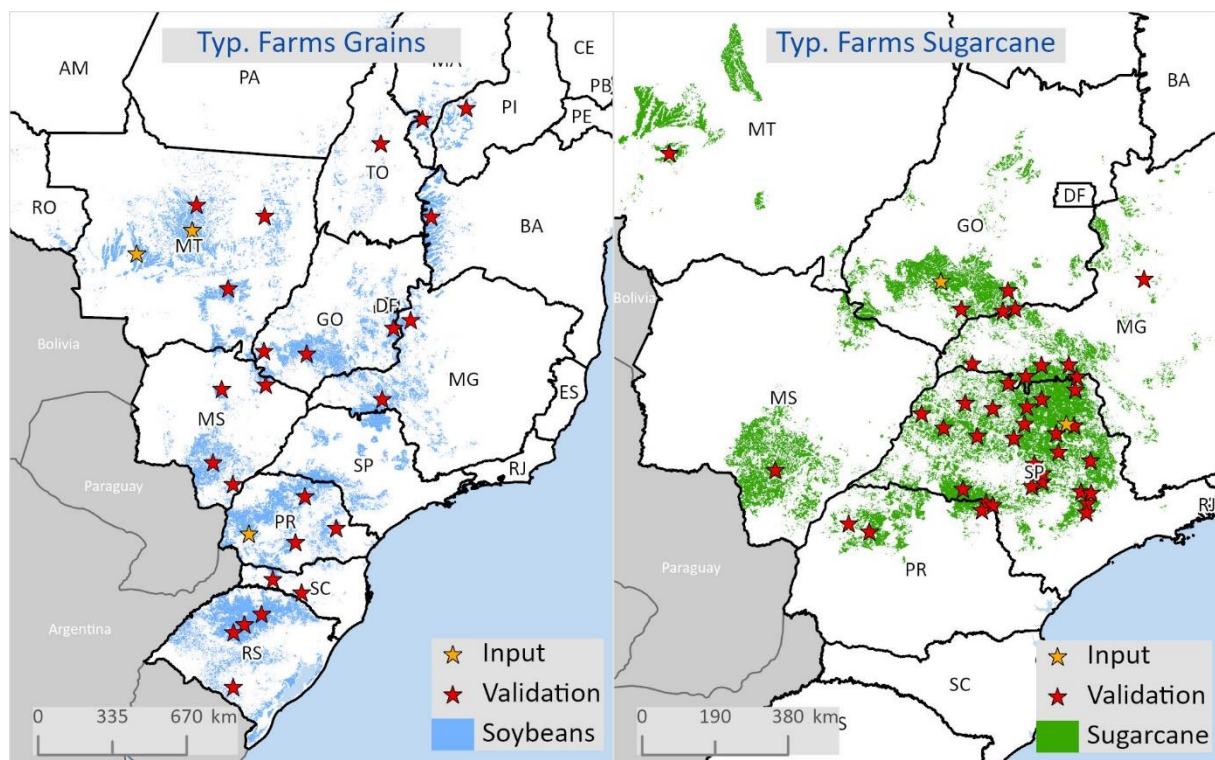 Typ. Farms Grains
AM
PA
MA
CE
PB
PI
PE
TO
RO
MT
BA
DF
GO
Bolivia
MG
ES
MS
SP
RJ
Paraguay
PR
SC
Argentina
RS
Input
Validation
Soybeans
0 335 670 km
Typ. Farms Sugarcane
BA
MT
DF
GO
Bolivia
MG
MS
SP
RJ
Paraguay
PR
SC
S
Input
Validation
Sugarcane
0 190 380 km